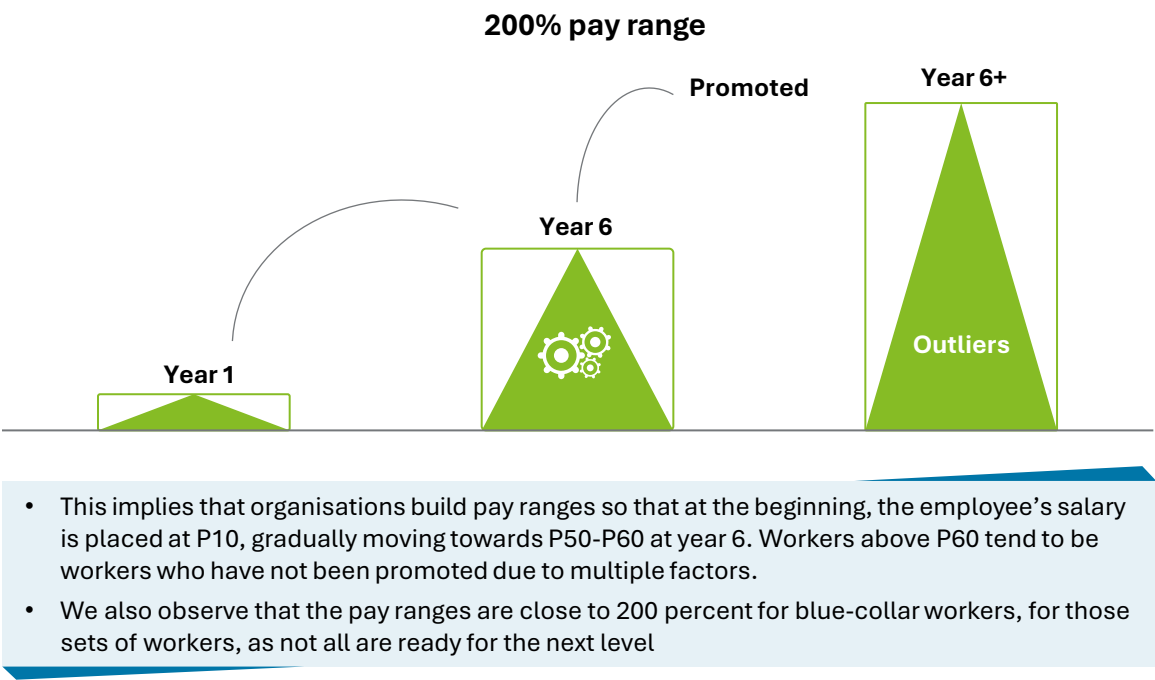 200% pay range
Promoted
Year 6+
Year 6
Outliers
Year 1
• This implies that organisations build pay ranges so that at the beginning, the employee’s salary
is placed at P10, gradually moving towards P50-P60 at year 6. Workers above P60 tend to be
workers who have not been promoted due to multiple factors.
• We also observe that the pay ranges are close to 200 percent for blue-collar workers, for those
sets of workers, as not all are ready for the next level